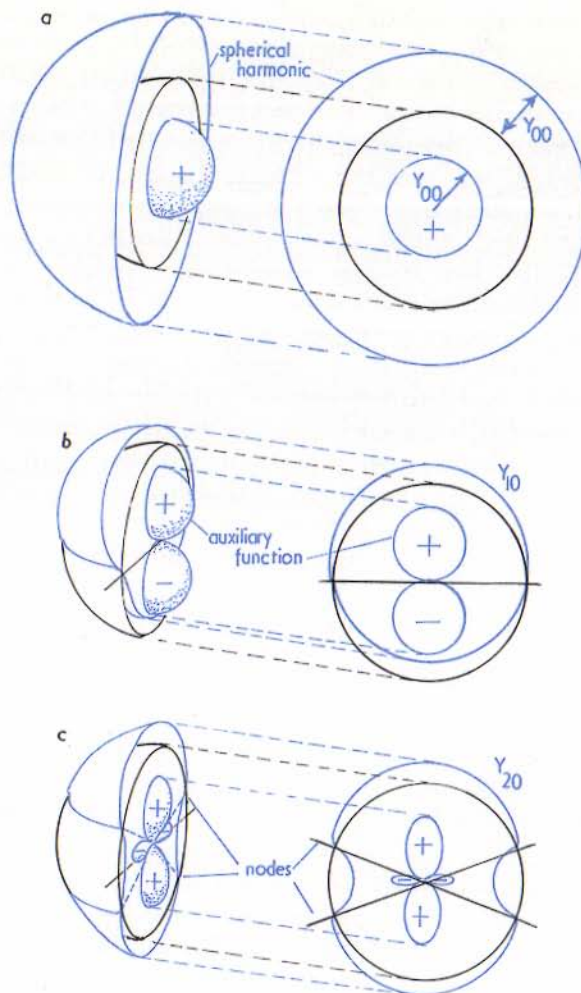 a
spherical
harmonic
Y00
Y00
+
+
b
Y10
auxiliary
function
+
−
+
−
c
Y20
nodes
+
+
+
−
+